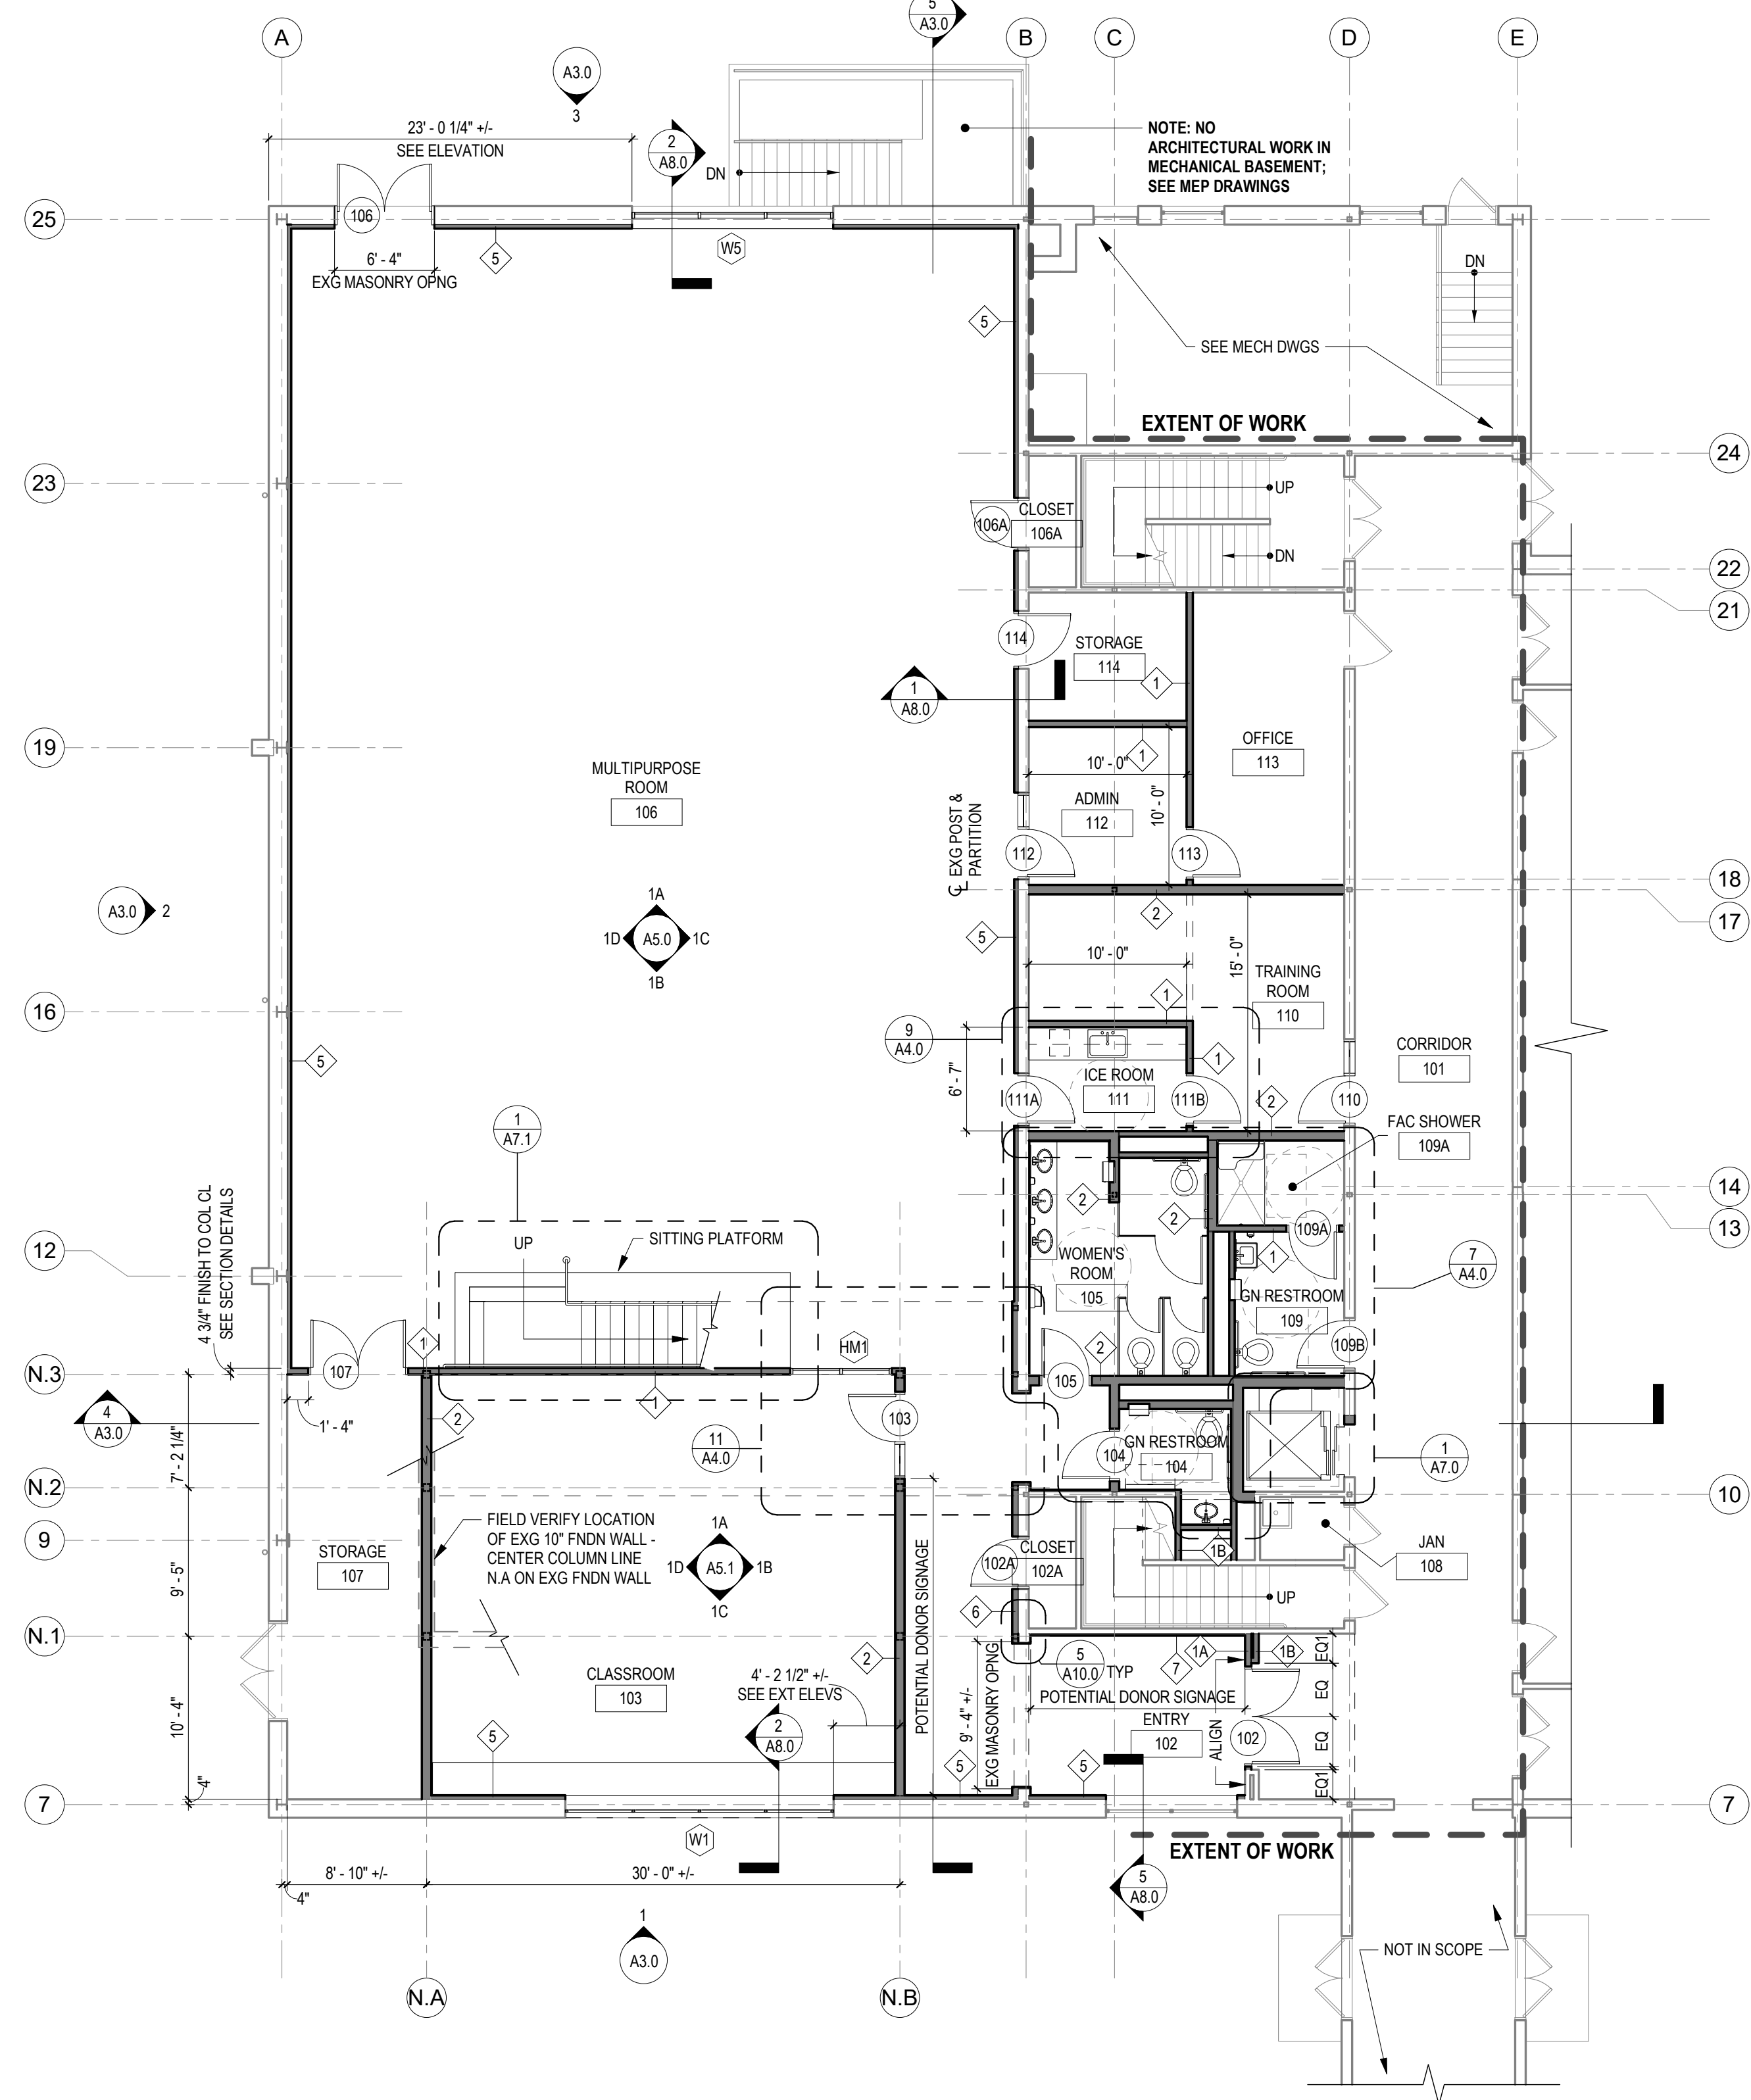 5
A3.0
A
B
C
D
E
A3.0
3
23' - 0 1/4" +/-
SEE ELEVATION
2
A8.0
DN
NOTE: NO
ARCHITECTURAL WORK IN
MECHANICAL BASEMENT;
SEE MEP DRAWINGS
25
106
W5
5
6' - 4"
EXG MASONRY OPNG
DN
5
SEE MECH DWGS
EXTENT OF WORK
24
23
UP
CLOSET
106A
106A
DN
22
21
114
STORAGE
114
1
1
A8.0
19
OFFICE
113
1
10' - 0"
MULTIPURPOSE
ROOM
106
ADMIN
112
10' - 0"
℄ EXG POST &
PARTITION
112
113
18
17
A3.0
2
1A
1D
A5.0
1C
1B
2
5
10' - 0"
15' - 0"
TRAINING
ROOM
110
1
16
9
A4.0
CORRIDOR
101
5
1
6' - 7"
ICE ROOM
111
111A
111B
2
110
1
A7.1
FAC SHOWER
109A
14
13
2
2
109A
4 3/4" FINISH TO COL CL
SEE SECTION DETAILS
12
UP
SITTING PLATFORM
WOMEN'S
ROOM
105
1
7
A4.0
GN RESTROOM
109
HM1
109B
N.3
107
1
2
105
1
4
A3.0
1' - 4"
2
103
11
A4.0
104
GN RESTROOM
104
1
A7.0
7' - 2 1/4"
N.2
10
FIELD VERIFY LOCATION
OF EXG 10" FNDN WALL -
CENTER COLUMN LINE
N.A ON EXG FNDN WALL
9
STORAGE
107
1A
1D
A5.1
1B
1C
9' - 5"
POTENTIAL DONOR SIGNAGE
CLOSET
102A
102A
1B
JAN
108
UP
6
N.1
2
5
A10.0
TYP
7
1A
1B
EQ1
CLASSROOM
103
4' - 2 1/2" +/-
SEE EXT ELEVS
9' - 4" +/-
EXG MASONRY OPNG
POTENTIAL DONOR SIGNAGE
EQ
10' - 4"
5
2
A8.0
ENTRY
102
ALIGN
102
EQ
5
5
EQ1
4"
7
7
W1
EXTENT OF WORK
8' - 10" +/-
30' - 0" +/-
4"
5
A8.0
1
A3.0
NOT IN SCOPE
N.A
N.B